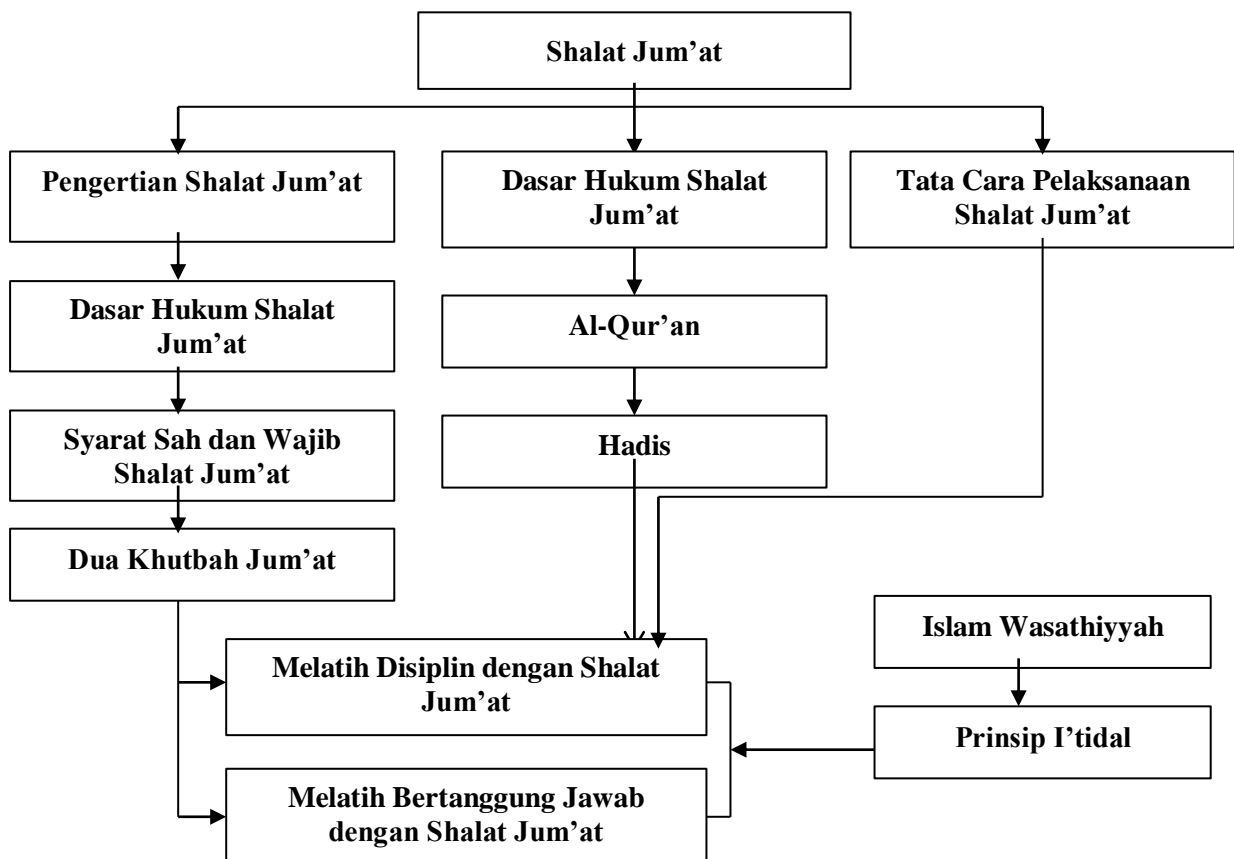 Shalat Jum’at
Pengertian Shalat Jum’at
Dasar Hukum Shalat
Jum’at
Tata Cara Pelaksanaan
Shalat Jum’at
Dasar Hukum Shalat
Jum’at
Al-Qur’an
Syarat Sah dan Wajib
Shalat Jum’at
Hadis
Dua Khutbah Jum’at
Islam Wasathiyyah
Melatih Disiplin dengan Shalat
Jum’at
Prinsip I’tidal
Melatih Bertanggung Jawab
dengan Shalat Jum’at